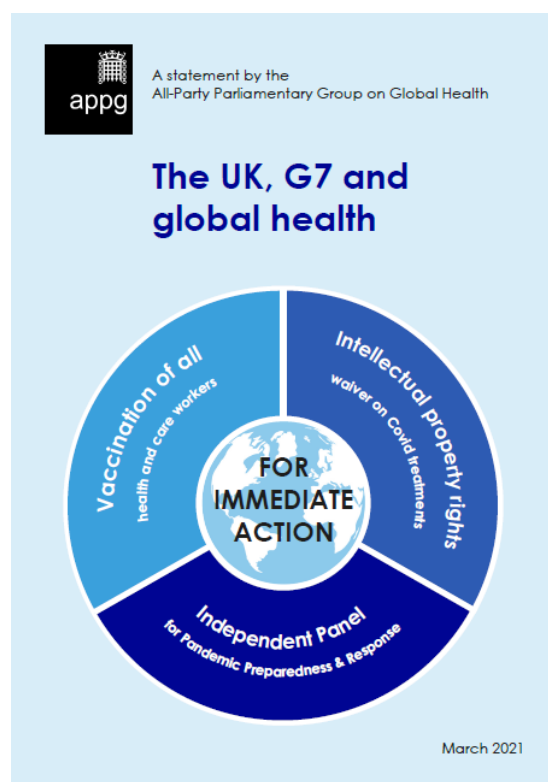 appg
A statement by the
All-Party Parliamentary Group on Global Health
The UK, G7 and
global health
Vaccination of all
health and care workers
Intellectual property rights
waiver on Covid treatments
FOR
IMMEDIATE
ACTION
Independent Panel
for Pandemic Preparedness & Response
March 2021